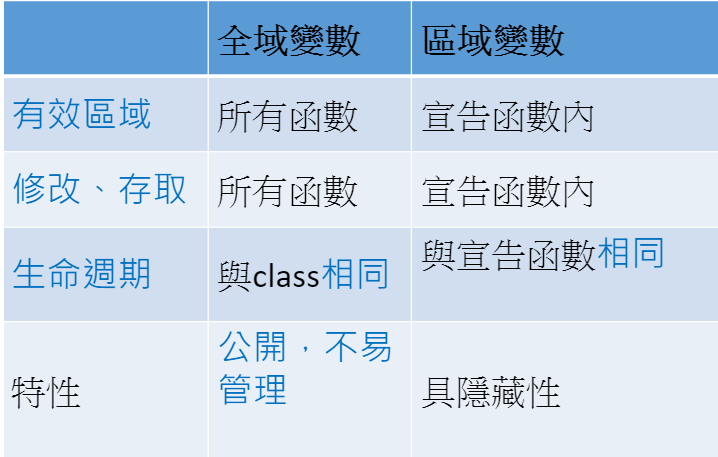 全域變數 區域變數
有效區域 所有函數 宣告函數內
修改、存取 所有函數 宣告函數內
生命週期 與class相同 與宣告函數相同
特性 公開，不易
管理 具隱藏性